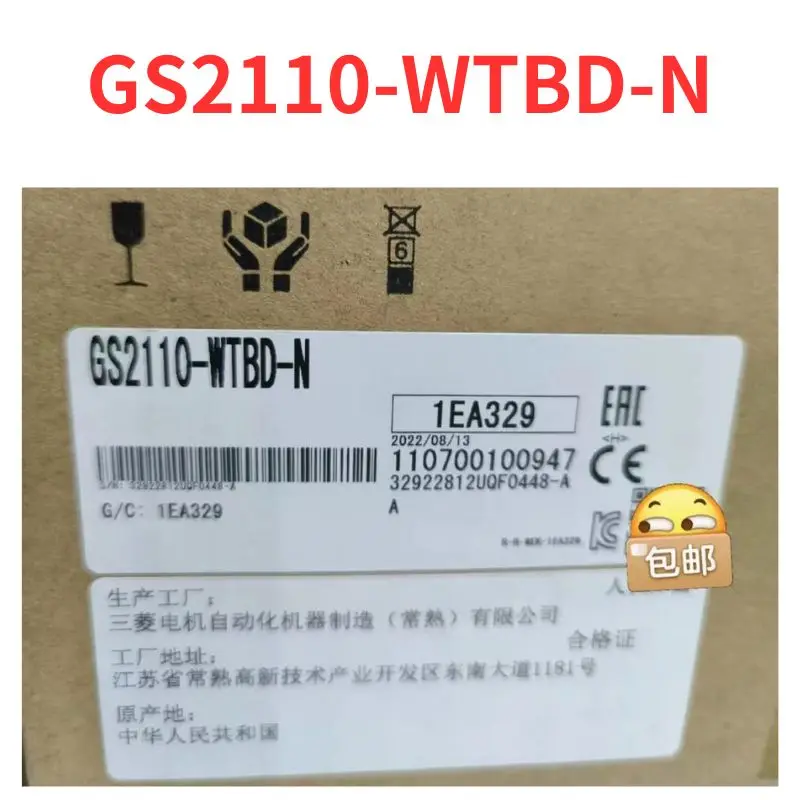 GS2110-WTBD-N
6
GS2110-WTBD-N
1EA329
EAC
2022/08/13
110700100947
CE
S/N: 32922812UQF0448-A
32922812UQF0448-A
G/C: 1EA329
A
包邮
生产工厂:
三菱电机自动化机器制造（常熟）有限公司
合格证
工厂地址:
江苏省常熟高新技术产业开发区东南大道1181号
原产地:
中华人民共和国